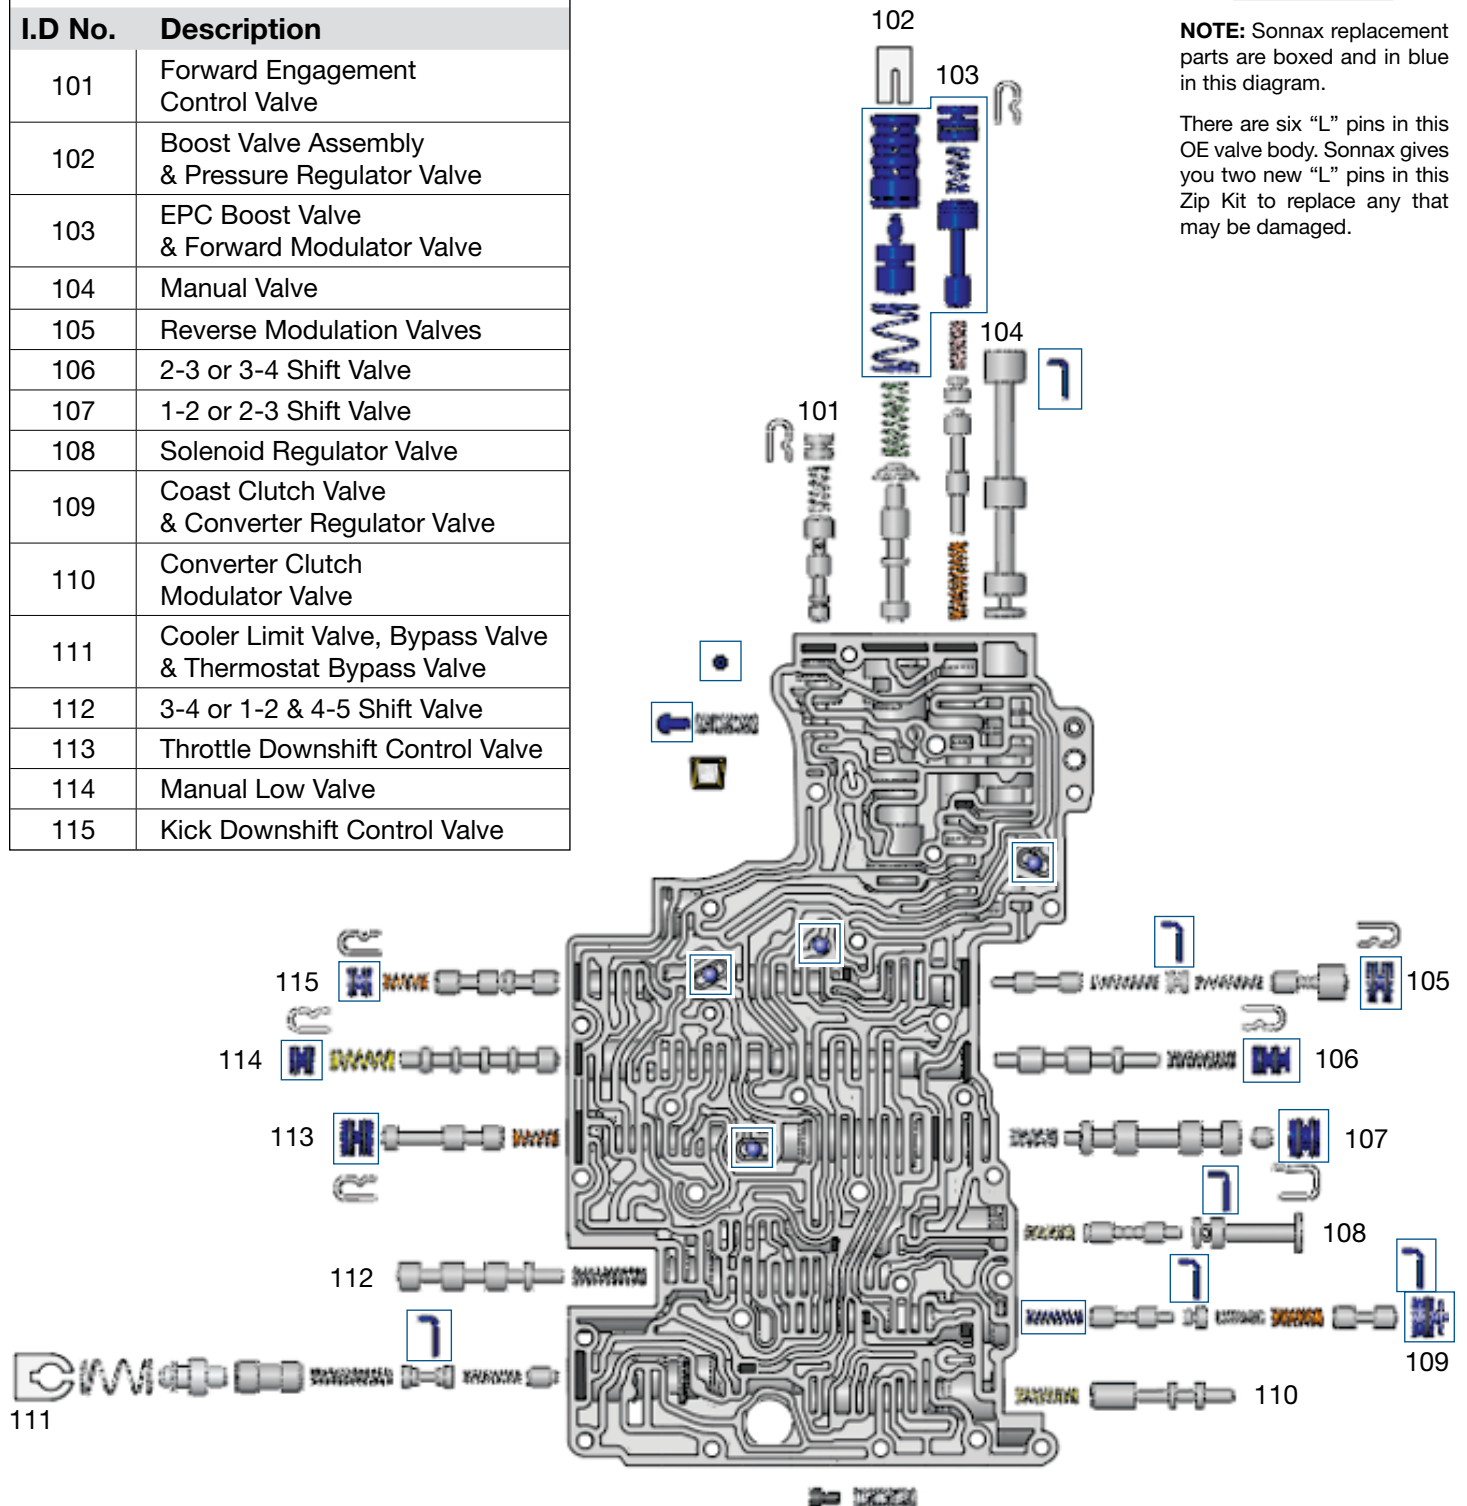 I.D No. Description
101 Forward Engagement
Control Valve
102 Boost Valve Assembly
& Pressure Regulator Valve
103 EPC Boost Valve
& Forward Modulator Valve
104 Manual Valve
105 Reverse Modulation Valves
106 2-3 or 3-4 Shift Valve
107 1-2 or 2-3 Shift Valve
108 Solenoid Regulator Valve
109 Coast Clutch Valve
& Converter Regulator Valve
110 Converter Clutch
Modulator Valve
111 Cooler Limit Valve, Bypass Valve
& Thermostat Bypass Valve
112 3-4 or 1-2 & 4-5 Shift Valve
113 Throttle Downshift Control Valve
114 Manual Low Valve
115 Kick Downshift Control Valve
NOTE: Sonnax replacement
parts are boxed and in blue
in this diagram.
There are six “L” pins in this
OE valve body. Sonnax gives
you two new “L” pins in this
Zip Kit to replace any that
may be damaged.
102
103
104
101
115
105
114
106
113
107
108
112
109
110
111